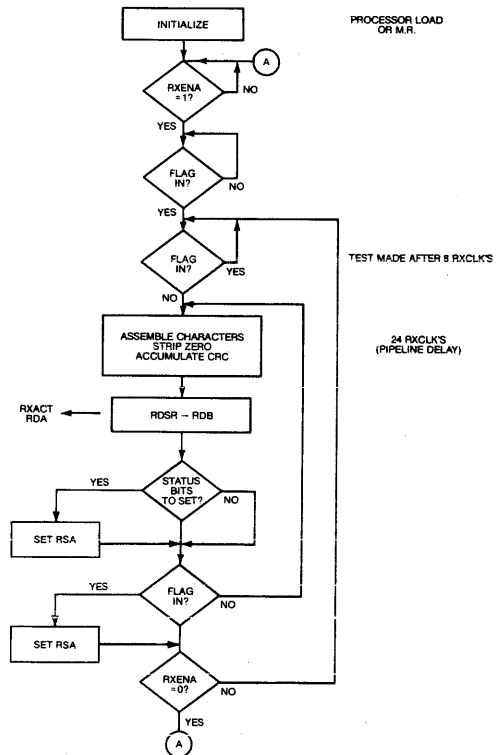 INITIALIZE
PROCESSOR LOAD
OR M.R.
A
RXENA
= 1?
NO
YES
FLAG
IN?
NO
YES
FLAG
IN?
YES
NO
TEST MADE AFTER 8 RXCLK'S
ASSEMBLE CHARACTERS
STRIP ZERO
ACCUMULATE CRC
24 RXCLK'S
(PIPELINE DELAY)
RXACT
RDA
RDSR → RDB
STATUS
BITS
TO SET?
YES
NO
SET RSA
FLAG
IN?
YES
NO
SET RSA
RXENA
= 0?
NO
YES
A